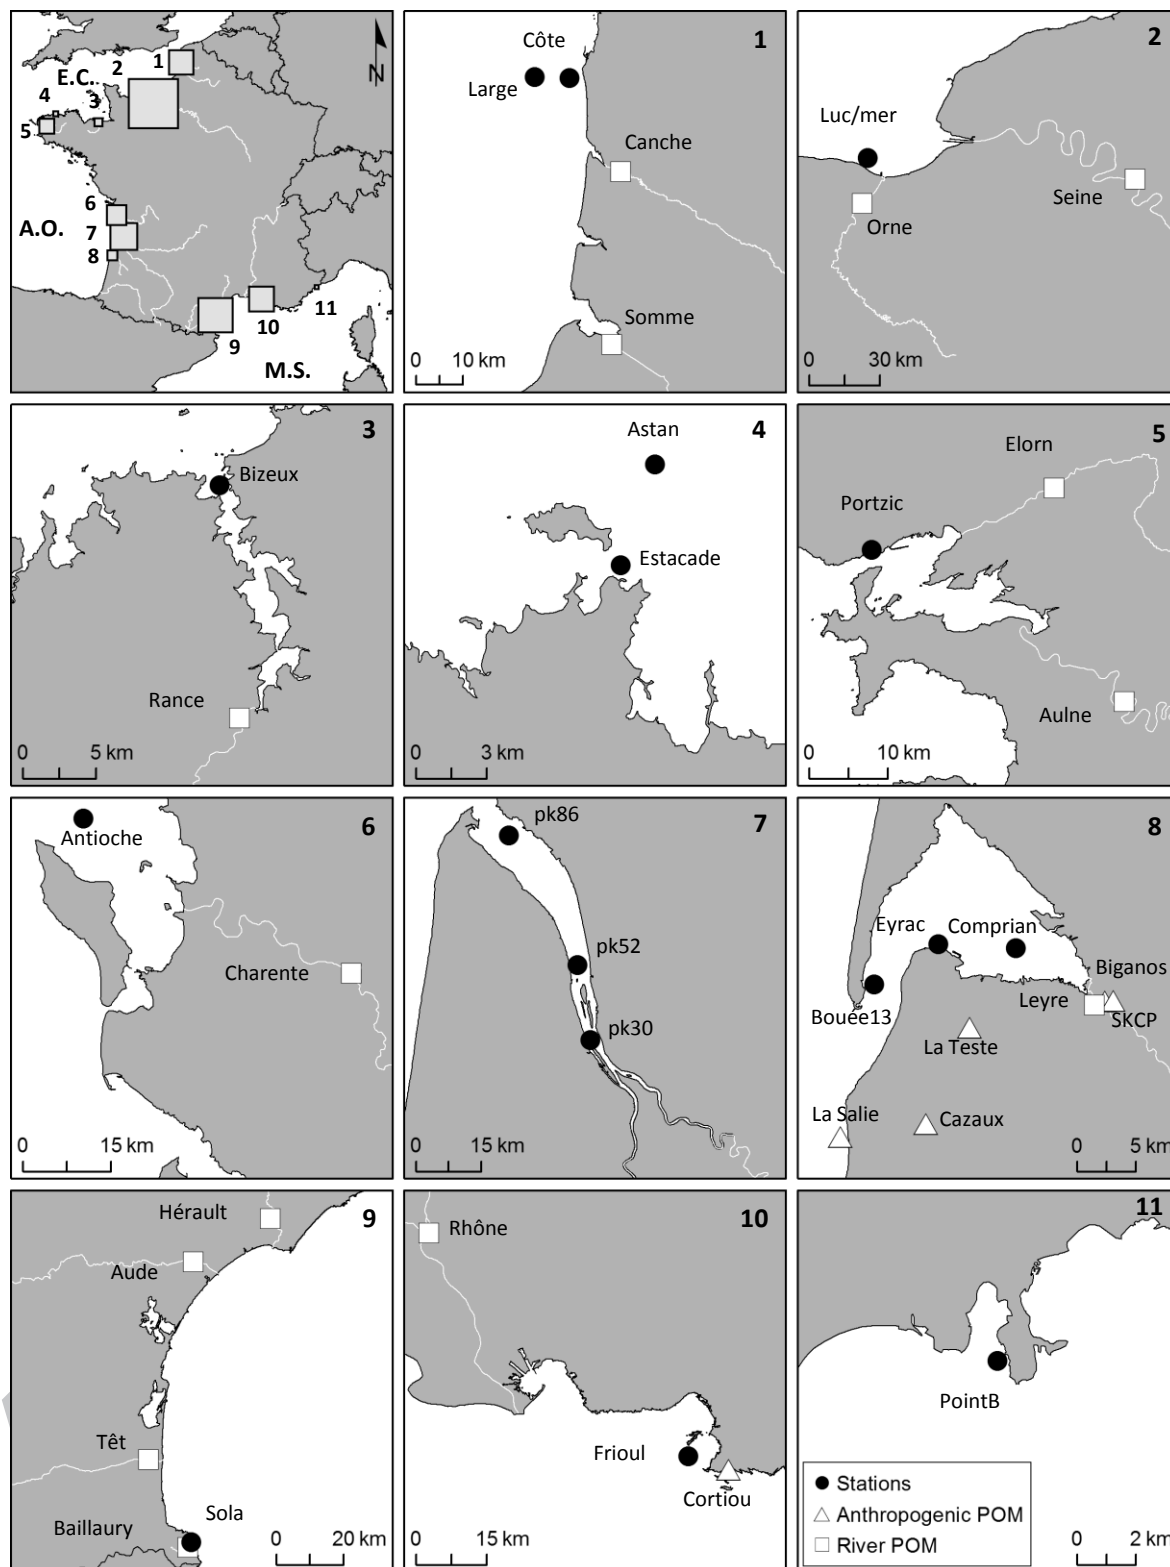 N
E.C.
A.O.
M.S.
1
2
3
4
5
6
7
8
9
10
11
1
Côte
Large
Canche
Somme
0 10 km
2
Luc/mer
Seine
Orne
0 30 km
3
Bizeux
Rance
0 5 km
4
Astan
Estacade
0 3 km
5
Elorn
Portzic
Aulne
0 10 km
6
Antioche
Charente
0 15 km
7
pk86
pk52
pk30
0 15 km
8
Eyrac
Comprian
Biganos
Leyre
SKCP
Bouée13
La Teste
La Salie
Cazaux
0 5 km
9
Hérault
Aude
Têt
Sola
Baillaury
0 20 km
10
Rhône
Frioul
Cortiou
0 15 km
11
PointB
Stations
Anthropogenic POM
River POM
0 2 km